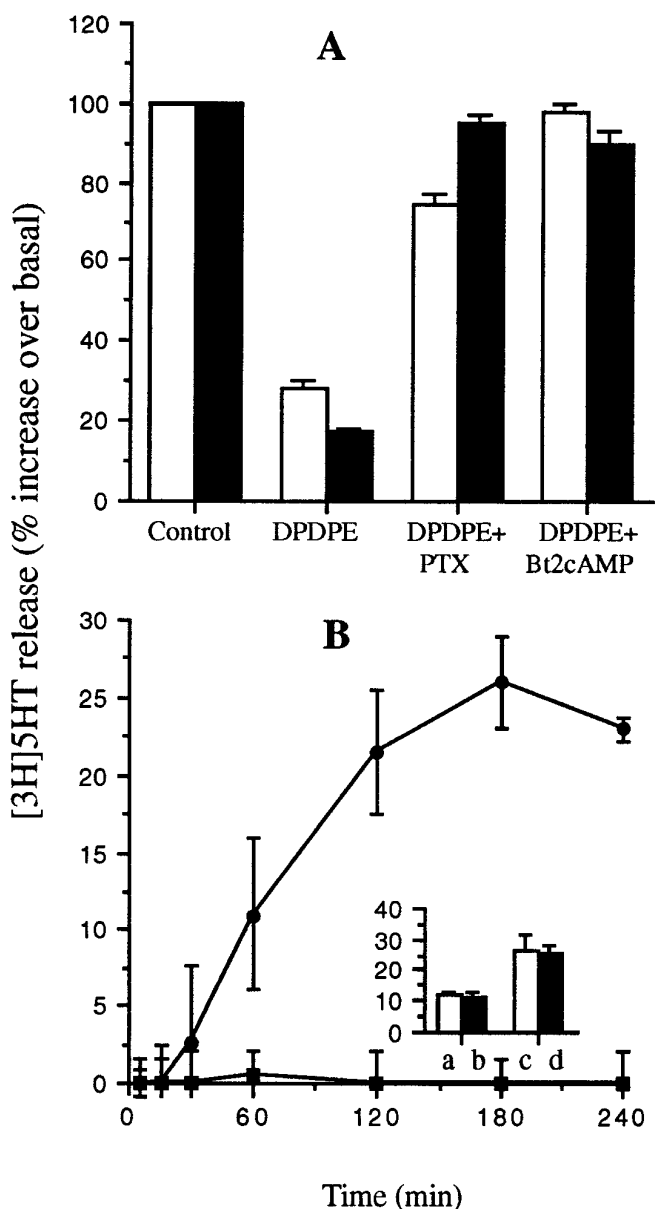 [3H]5HT release (% increase over basal)
A
120
100
80
60
40
20
0
Control
DPDPE
DPDPE+
PTX
DPDPE+
Bt2cAMP
B
30
25
20
15
10
5
0
40
30
20
10
0
a b c d
0 60 120 180 240
Time (min)